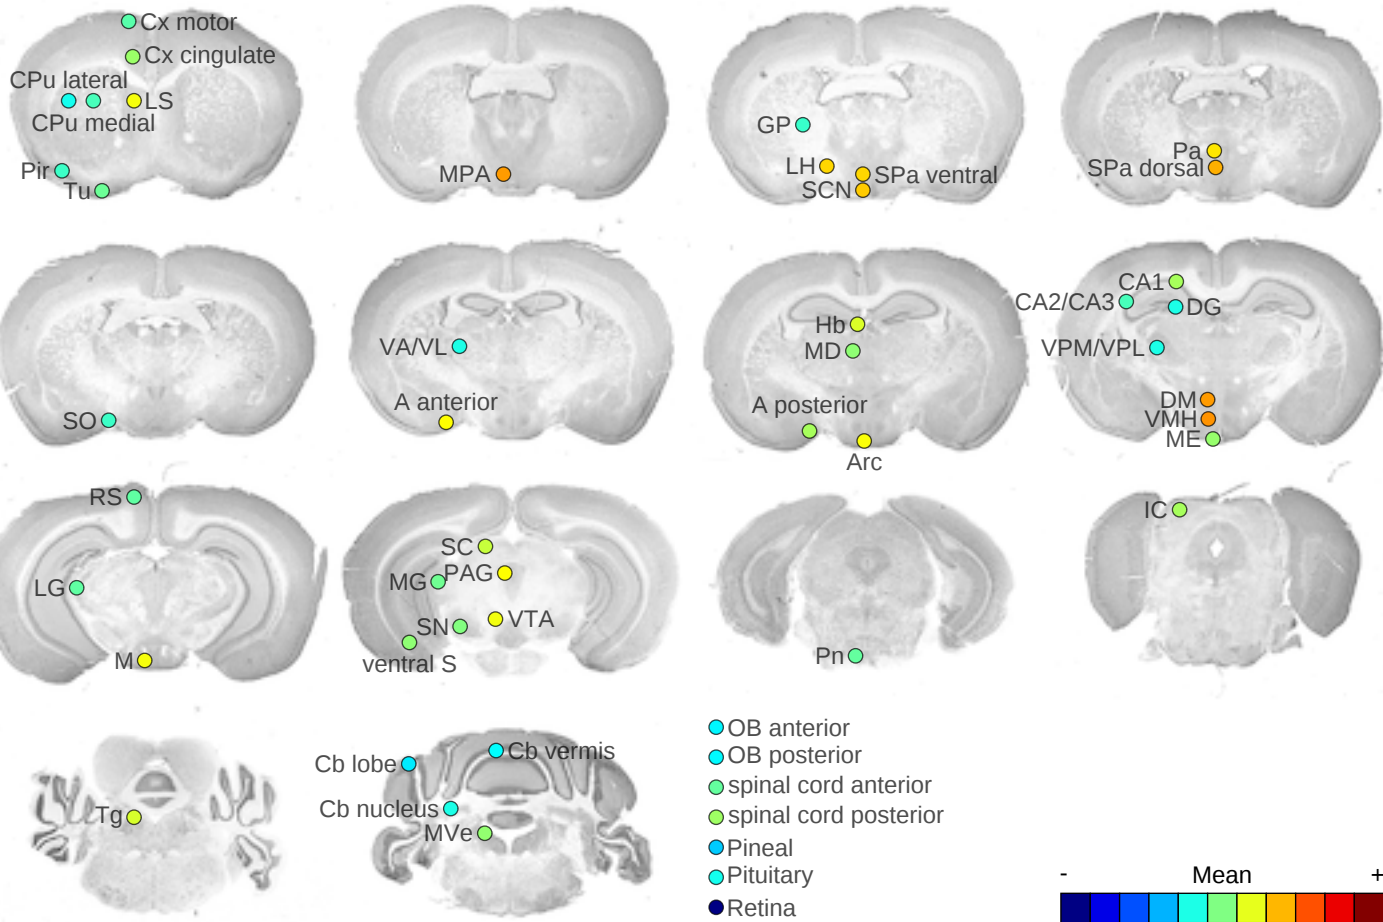 Cx motor
Cx cingulate
CPu lateral
LS
CPu medial
Pir
Tu
MPA
GP
LH
SPa ventral
SCN
Pa
SPa dorsal
SO
VA/VL
A anterior
Hb
MD
A posterior
Arc
CA1
CA2/CA3
DG
VPM/VPL
DM
VMH
ME
RS
LG
M
SC
PAG
MG
VTA
SN
ventral S
Pn
IC
Tg
Cb lobe
Cb vermis
Cb nucleus
MVe
OB anterior
OB posterior
spinal cord anterior
spinal cord posterior
Pineal
Pituitary
Retina
- Mean +